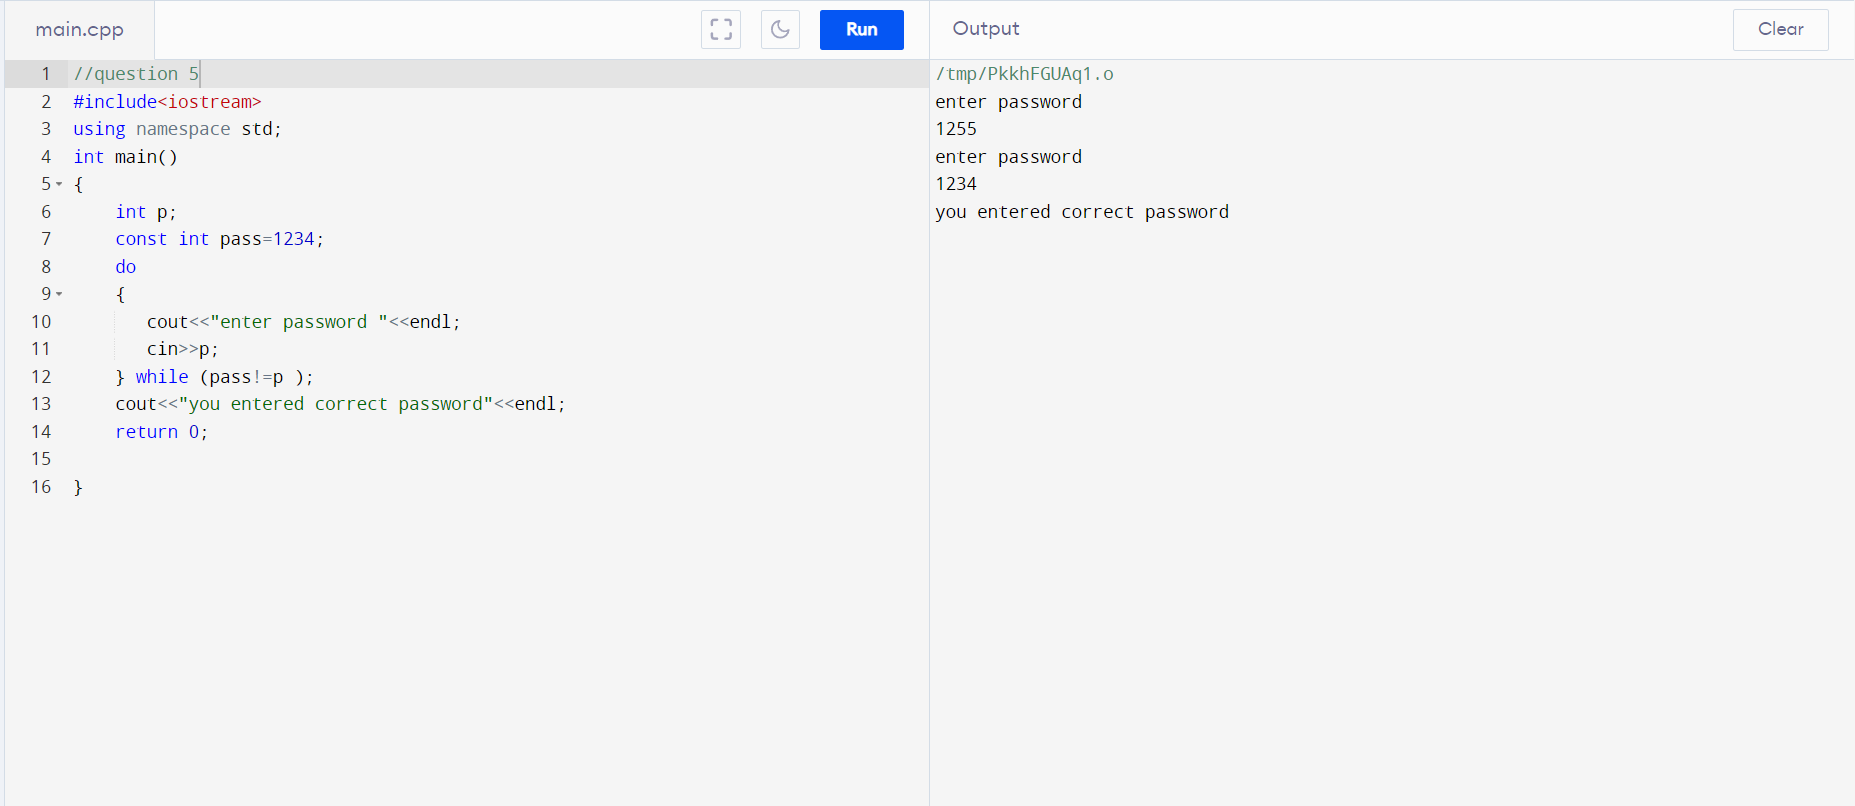 main.cpp
Run
1 //question 5
2 #include<iostream>
3 using namespace std;
4 int main()
5 {
6     int p;
7     const int pass=1234;
8     do
9     {
10        cout<<"enter password "<<endl;
11        cin>>p;
12     } while (pass!=p );
13     cout<<"you entered correct password"<<endl;
14     return 0;
15
16 }
Output
Clear
/tmp/PkkhFGUAq1.o
enter password
1255
enter password
1234
you entered correct password